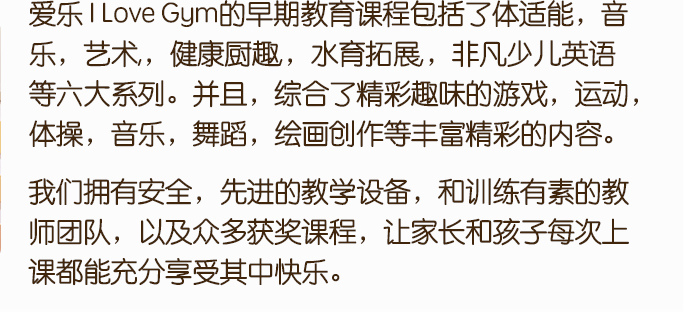 爱乐 I Love Gym的早期教育课程包括了体适能，音
乐，艺术，健康厨趣，水育拓展，非凡少儿英语
等六大系列。并且，综合了精彩趣味的游戏，运动，
体操，音乐，舞蹈，绘画创作等丰富精彩的内容。
我们拥有安全，先进的教学设备，和训练有素的教
师团队，以及众多获奖课程，让家长和孩子每次上
课都能充分享受其中快乐。